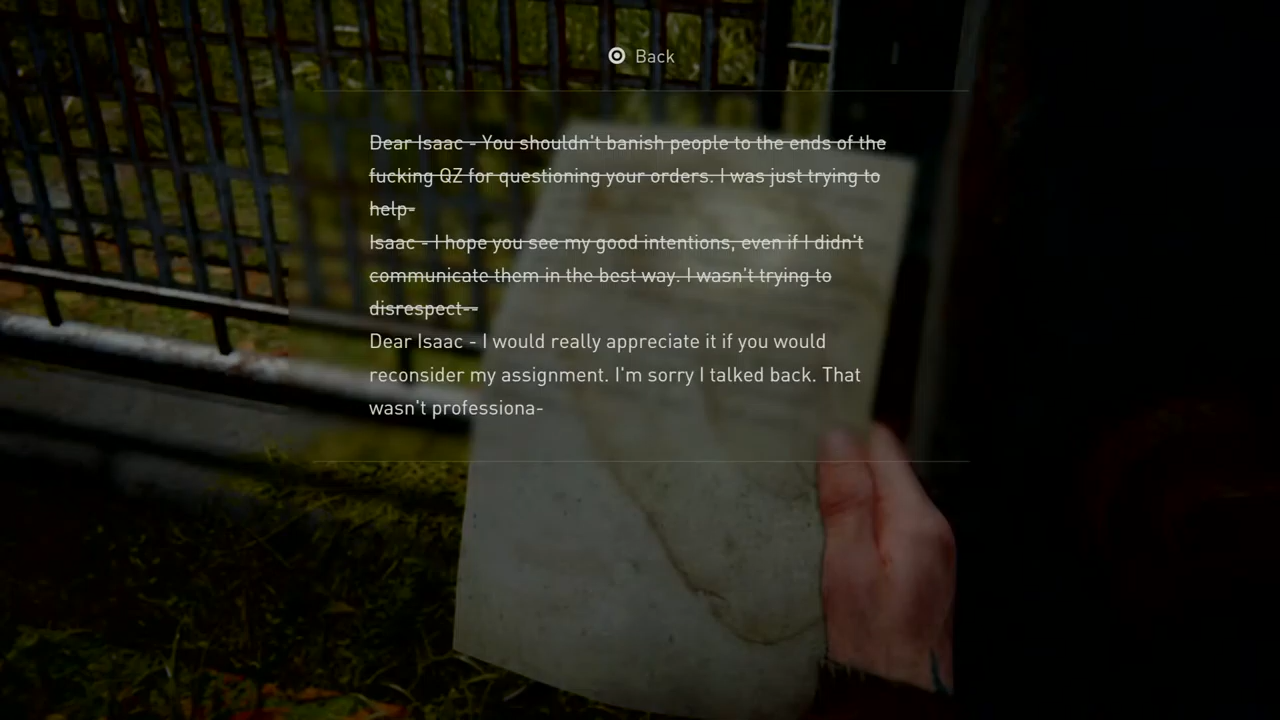 Back
Dear Isaac - You shouldn't banish people to the ends of the
fucking QZ for questioning your orders. I was just trying to
help-
Isaac - I hope you see my good intentions, even if I didn't
communicate them in the best way. I wasn't trying to
disrespect--
Dear Isaac - I would really appreciate it if you would
reconsider my assignment. I'm sorry I talked back. That
wasn't professiona-